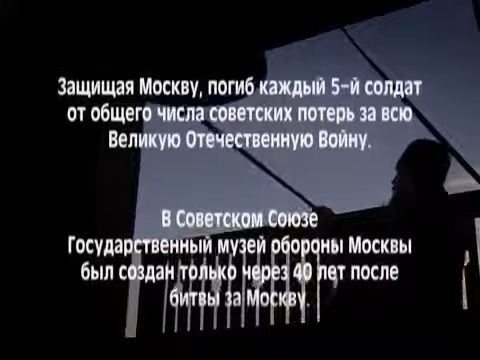 Защищая Москву, погиб каждый 5-й солдат
от общего числа советских потерь за всю
Великую Отечественную Войну.
В Советском Союзе
Государственный музей обороны Москвы
был создан только через 40 лет после
битвы за Москву.